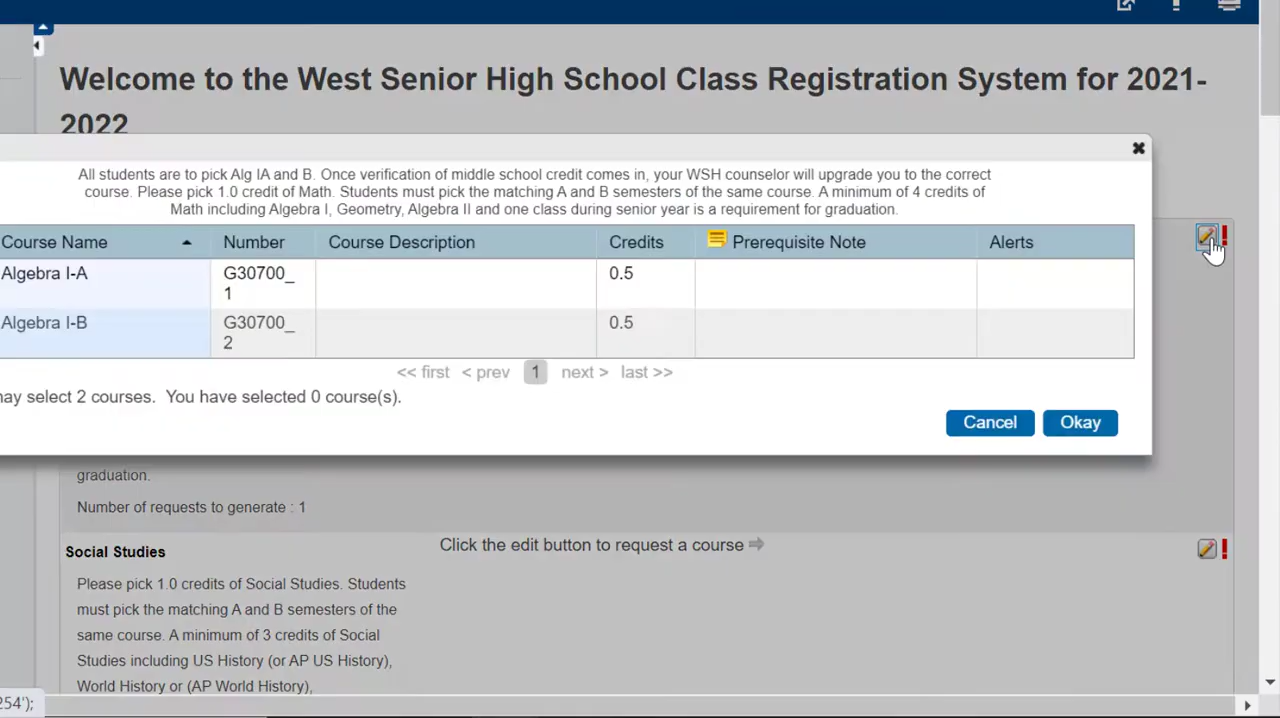 Welcome to the West Senior High School Class Registration System for 2021-
2022
All students are to pick Alg IA and B. Once verification of middle school credit comes in, your WSH counselor will upgrade you to the correct
course. Please pick 1.0 credit of Math. Students must pick the matching A and B semesters of the same course. A minimum of 4 credits of
Math including Algebra I, Geometry, Algebra II and one class during senior year is a requirement for graduation.
Course Name Number Course Description Credits Prerequisite Note Alerts
Algebra I-A G30700_ 0.5
1
Algebra I-B G30700_ 0.5
2
<< first < prev 1 next > last >>
may select 2 courses. You have selected 0 course(s).
Cancel Okay
graduation.
Number of requests to generate : 1
Social Studies Click the edit button to request a course
Please pick 1.0 credits of Social Studies. Students
must pick the matching A and B semesters of the
same course. A minimum of 3 credits of Social
Studies including US History (or AP US History),
World History or (AP World History),
254');